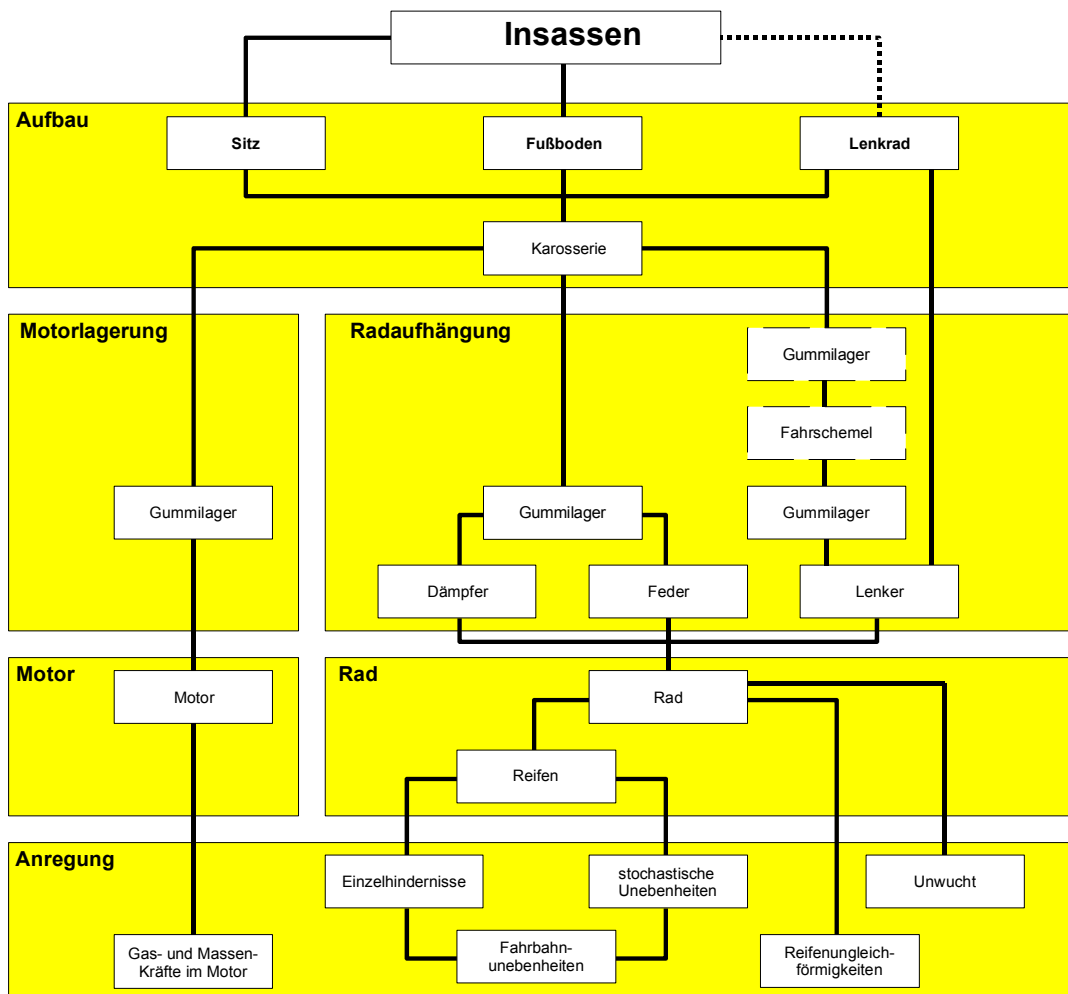 Insassen
Aufbau
Sitz
Fußboden
Lenkrad
Karosserie
Motorlagerung
Radaufhängung
Gummilager
Fahrschemel
Gummilager
Gummilager
Gummilager
Dämpfer
Feder
Lenker
Motor
Motor
Rad
Rad
Reifen
Anregung
Einzelhindernisse
stochastische
Unebenheiten
Unwucht
Gas- und Massen-
Kräfte im Motor
Fahrbahn-
unebenheiten
Reifenungleich-
förmigkeiten